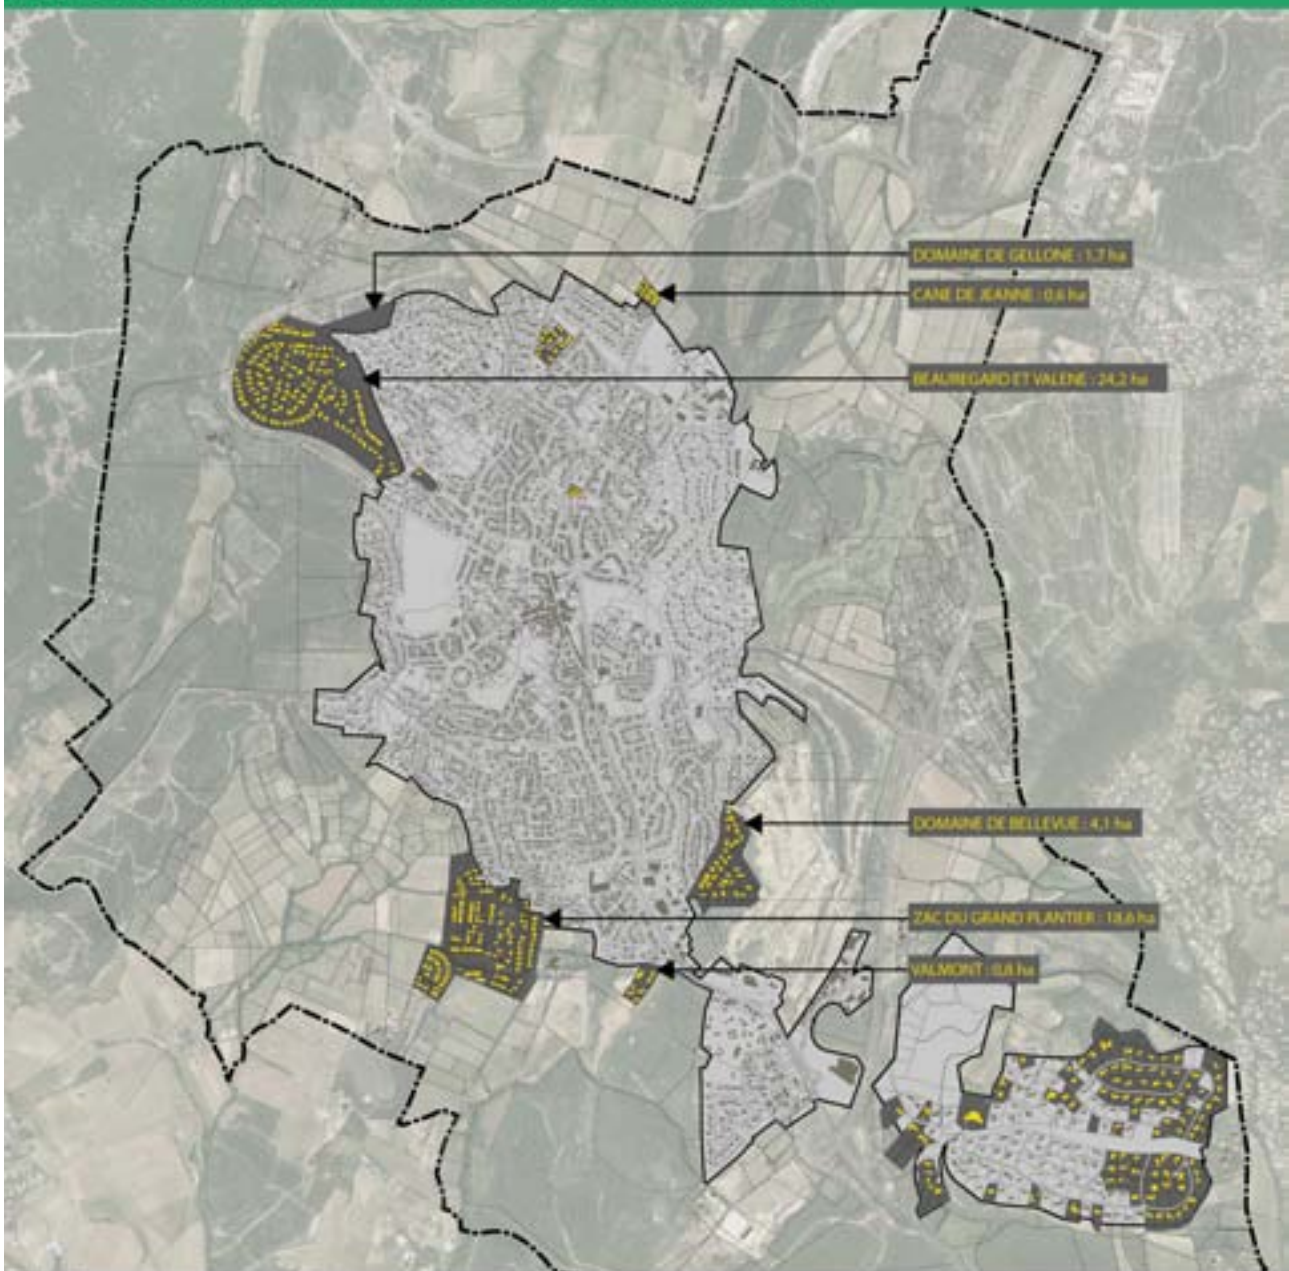 DOMAINE DE GELLONE : 1,7 ha
CANE DE JEANNE : 0,6 ha
BEAUREGARD ET VALENE : 24,2 ha
DOMAINE DE BELLEVUE : 4,1 ha
ZAC DU GRAND PLANTIER : 18,6 ha
VALMONT : 0,8 ha